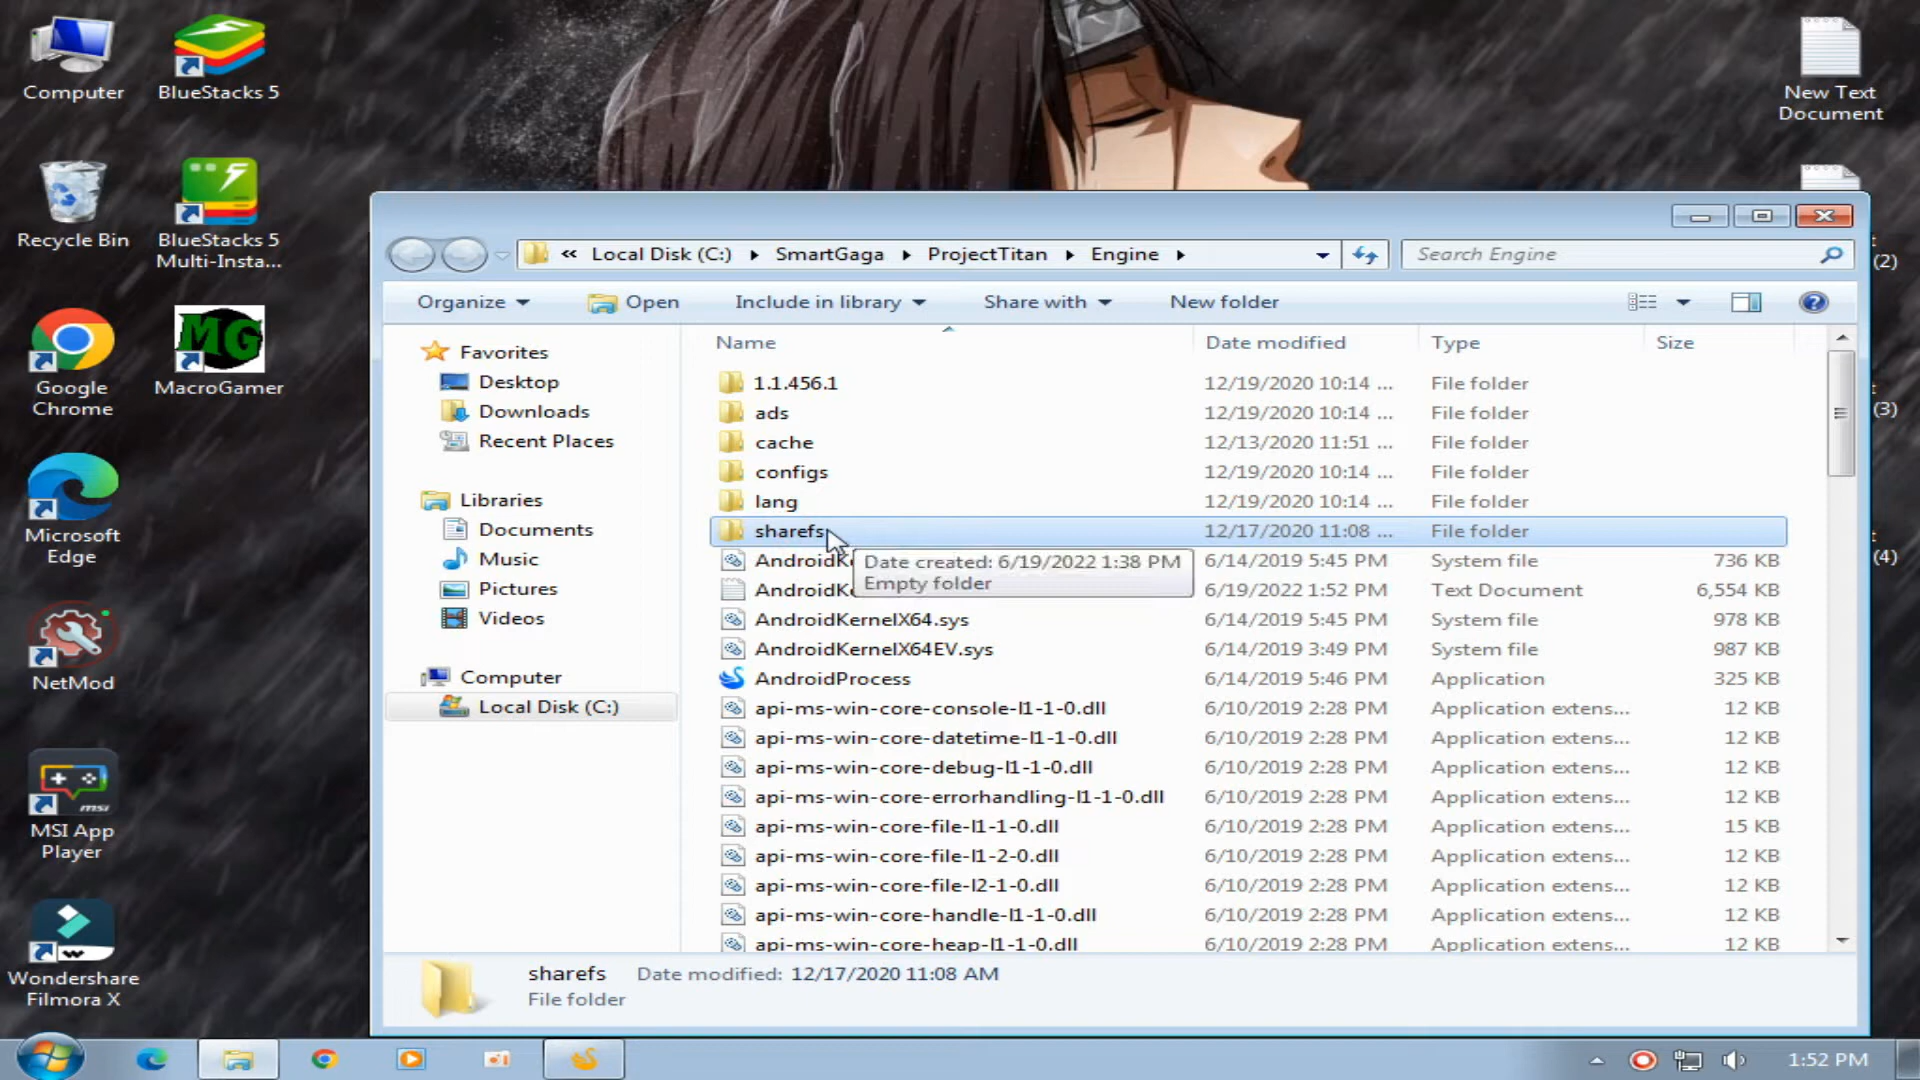 Computer
BlueStacks 5
New Text
Document
Recycle Bin
BlueStacks 5
Multi-Insta...
Google
Chrome
MacroGamer
Microsoft
Edge
NetMod
msi
MSI App
Player
Wondershare
Filmora X
(2)
(3)
(4)
« Local Disk (C:) SmartGaga ProjectTitan Engine
Search Engine
Organize Open Include in library Share with New folder
Favorites
Desktop
Downloads
Recent Places
Libraries
Documents
Music
Pictures
Videos
Computer
Local Disk (C:)
Name Date modified Type Size
1.1.456.1 12/19/2020 10:14 ... File folder
ads 12/19/2020 10:14 ... File folder
cache 12/13/2020 11:51 ... File folder
configs 12/19/2020 10:14 ... File folder
lang 12/19/2020 10:14 ... File folder
sharefs 12/17/2020 11:08 ... File folder
AndroidKe 6/14/2019 5:45 PM System file 736 KB
Date created: 6/19/2022 1:38 PM
Empty folder
AndroidKe 6/19/2022 1:52 PM Text Document 6,554 KB
AndroidKernelX64.sys 6/14/2019 5:45 PM System file 978 KB
AndroidKernelX64EV.sys 6/14/2019 3:49 PM System file 987 KB
AndroidProcess 6/14/2019 5:46 PM Application 325 KB
api-ms-win-core-console-l1-1-0.dll 6/10/2019 2:28 PM Application extens... 12 KB
api-ms-win-core-datetime-l1-1-0.dll 6/10/2019 2:28 PM Application extens... 12 KB
api-ms-win-core-debug-l1-1-0.dll 6/10/2019 2:28 PM Application extens... 12 KB
api-ms-win-core-errorhandling-l1-1-0.dll 6/10/2019 2:28 PM Application extens... 12 KB
api-ms-win-core-file-l1-1-0.dll 6/10/2019 2:28 PM Application extens... 15 KB
api-ms-win-core-file-l1-2-0.dll 6/10/2019 2:28 PM Application extens... 12 KB
api-ms-win-core-file-l2-1-0.dll 6/10/2019 2:28 PM Application extens... 12 KB
api-ms-win-core-handle-l1-1-0.dll 6/10/2019 2:28 PM Application extens... 12 KB
api-ms-win-core-heap-l1-1-0.dll 6/10/2019 2:28 PM Application extens... 12 KB
sharefs Date modified: 12/17/2020 11:08 AM
File folder
1:52 PM